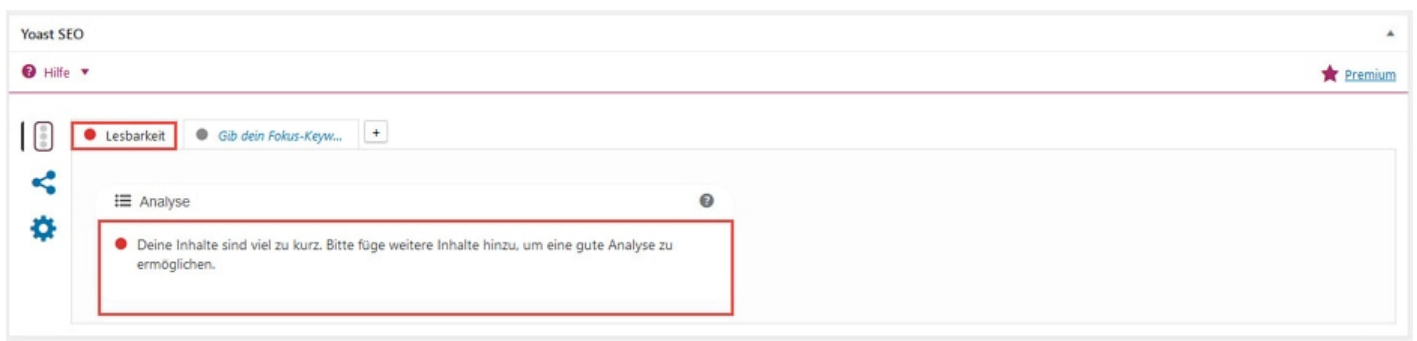 Yoast SEO
Hilfe
Premium
Lesbarkeit
Gib dein Fokus-Keyw...
+
Analyse
Deine Inhalte sind viel zu kurz. Bitte füge weitere Inhalte hinzu, um eine gute Analyse zu
ermöglichen.